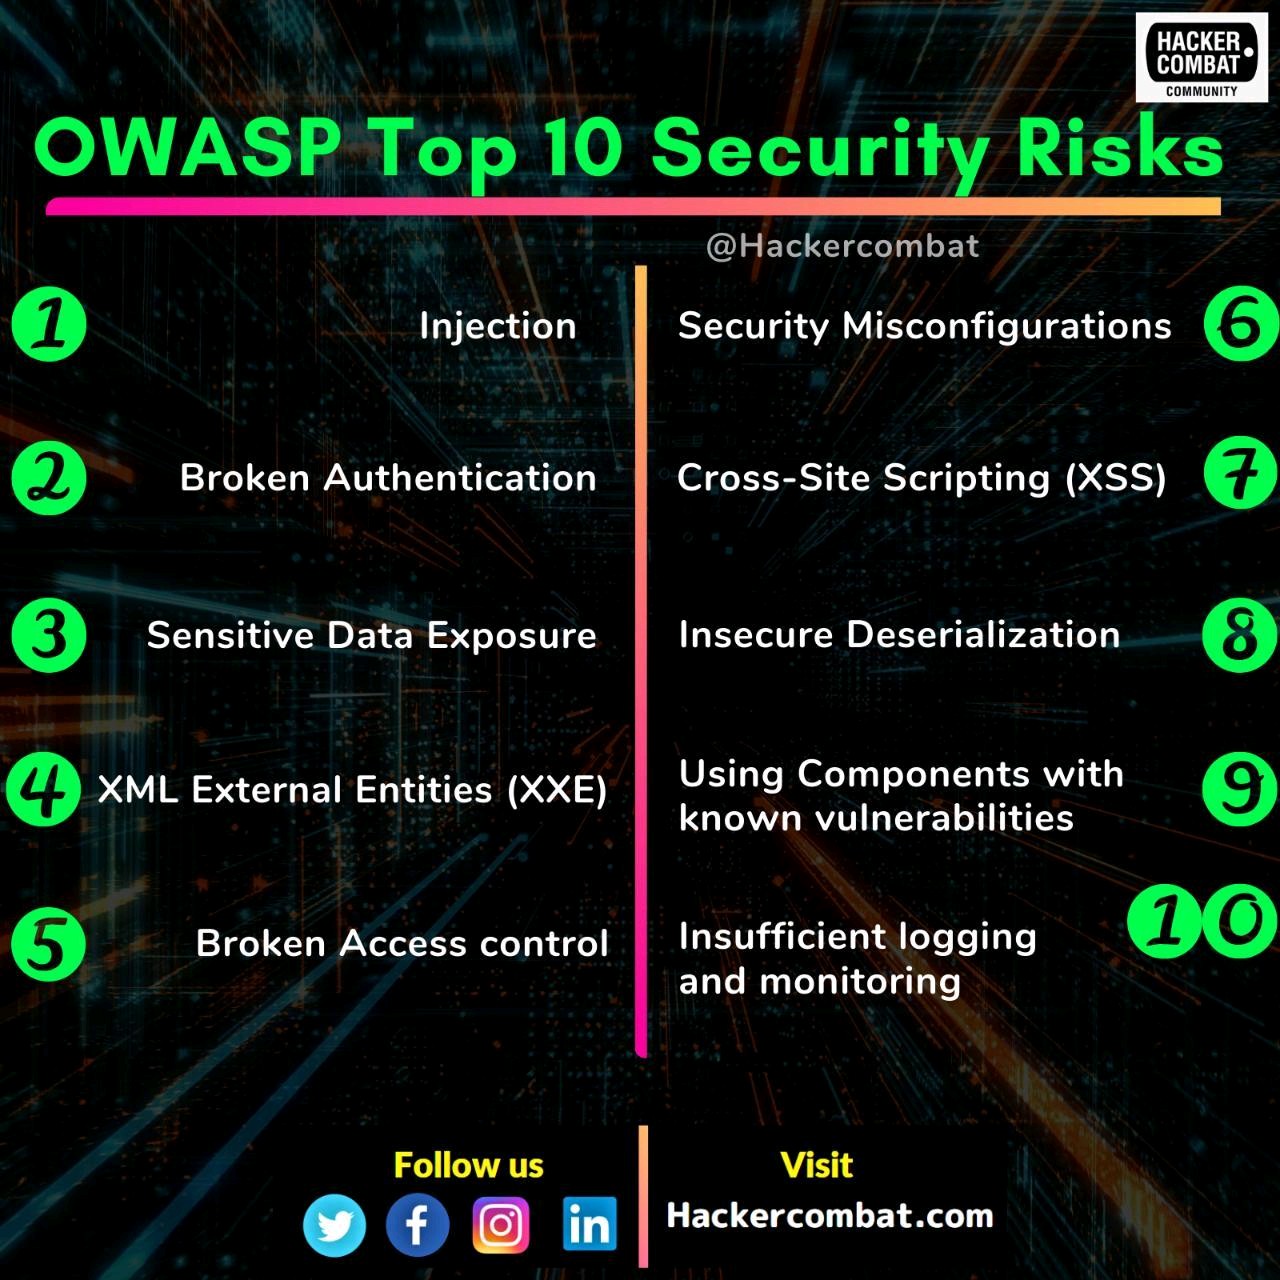 HACKER
COMBAT
COMMUNITY
OWASP Top 10 Security Risks
@Hackercombat
1 Injection
2 Broken Authentication
3 Sensitive Data Exposure
4 XML External Entities (XXE)
5 Broken Access control
Security Misconfigurations 6
Cross-Site Scripting (XSS) 7
Insecure Deserialization 8
Using Components with 9
known vulnerabilities
Insufficient logging 10
and monitoring
Follow us
Visit
Hackercombat.com